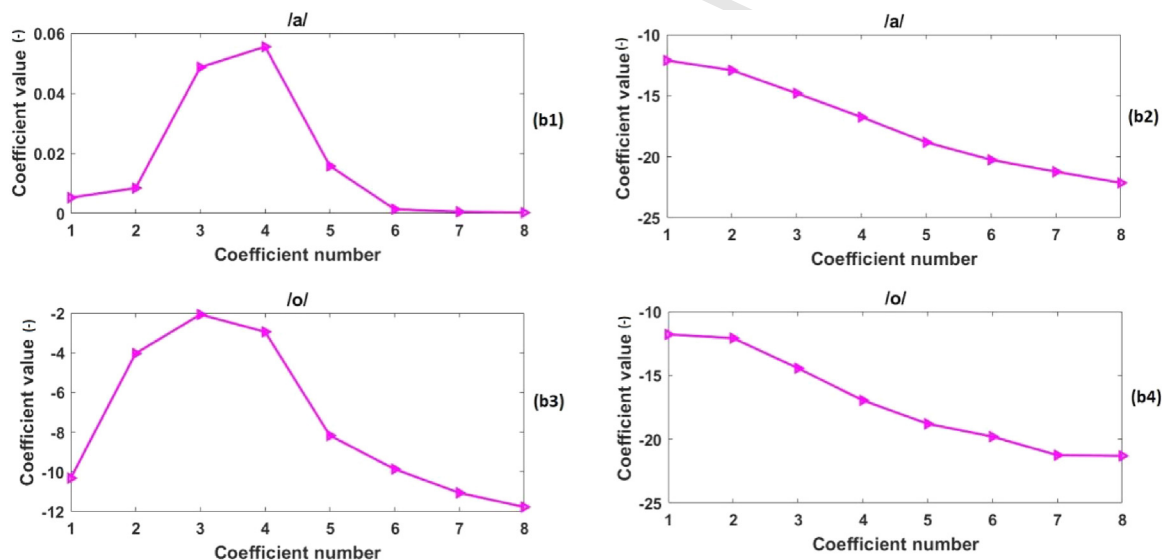 /a/
0.06
0.04
0.02
0
Coefficient value (-)
1 2 3 4 5 6 7 8
Coefficient number
(b1)
/a/
-10
-15
-20
-25
Coefficient value (-)
1 2 3 4 5 6 7 8
Coefficient number
(b2)
/o/
-2
-4
-6
-8
-10
-12
Coefficient value (-)
1 2 3 4 5 6 7 8
Coefficient number
(b3)
/o/
-10
-15
-20
-25
Coefficient value (-)
1 2 3 4 5 6 7 8
Coefficient number
(b4)